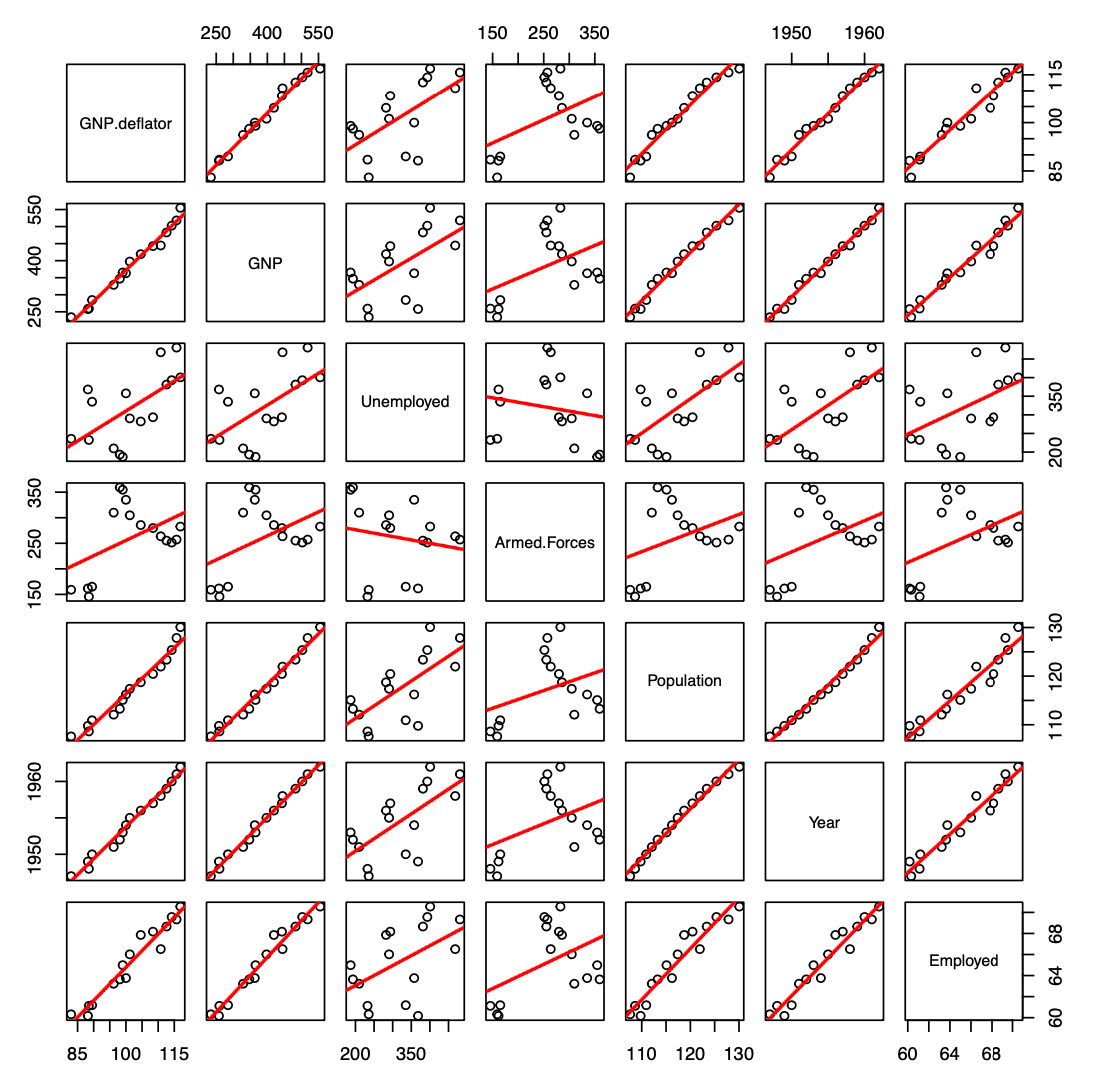 250 400 550 150 250 350 1950 1960
GNP.deflator
85 100 115
250 400 550
GNP
Unemployed
200 350
150 250 350
Armed.Forces
Population
110 120 130
1950 1960
Year
Employed
60 64 68
85 100 115 200 350 110 120 130 60 64 68